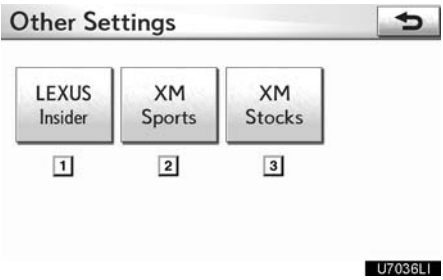 Other Settings
LEXUS Insider
XM Sports
XM Stocks
1
2
3
U7036LI